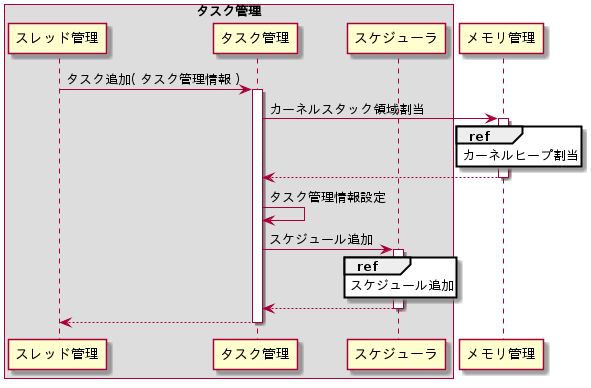 タスク管理
スレッド管理
タスク管理
スケジューラ
メモリ管理
タスク追加( タスク管理情報 )
カーネルスタック領域割当
ref
カーネルヒープ割当
タスク管理情報設定
スケジュール追加
ref
スケジュール追加
スレッド管理
タスク管理
スケジューラ
メモリ管理